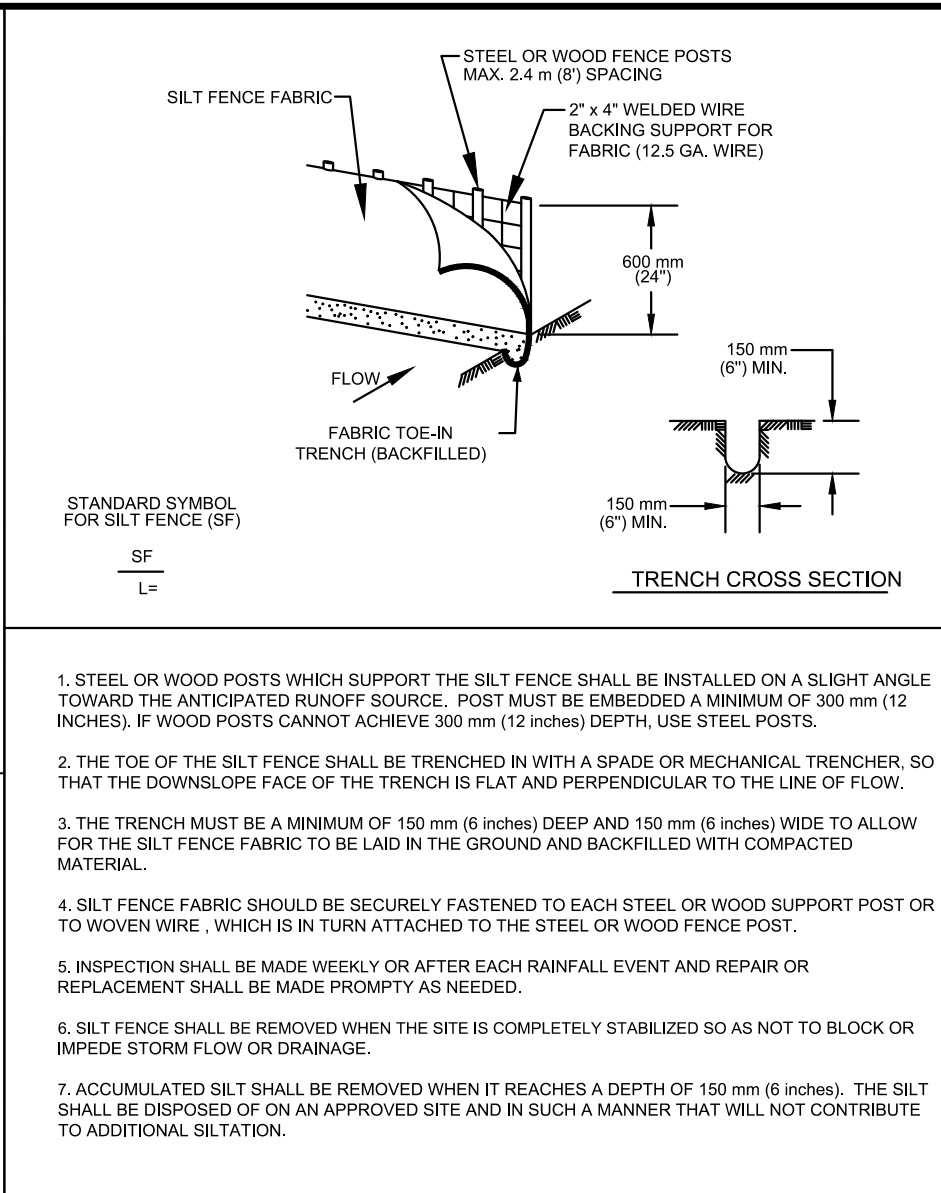 STEEL OR WOOD FENCE POSTS
MAX. 2.4 m (8') SPACING
SILT FENCE FABRIC
2" x 4" WELDED WIRE
BACKING SUPPORT FOR
FABRIC (12.5 GA. WIRE)
600 mm
(24")
150 mm
(6") MIN.
FLOW
FABRIC TOE-IN
TRENCH (BACKFILLED)
STANDARD SYMBOL
FOR SILT FENCE (SF)
SF
L=
150 mm
(6") MIN.
TRENCH CROSS SECTION
1. STEEL OR WOOD POSTS WHICH SUPPORT THE SILT FENCE SHALL BE INSTALLED ON A SLIGHT ANGLE
TOWARD THE ANTICIPATED RUNOFF SOURCE. POST MUST BE EMBEDDED A MINIMUM OF 300 mm (12
INCHES). IF WOOD POSTS CANNOT ACHIEVE 300 mm (12 inches) DEPTH, USE STEEL POSTS.
2. THE TOE OF THE SILT FENCE SHALL BE TRENCHED IN WITH A SPADE OR MECHANICAL TRENCHER, SO
THAT THE DOWNSLOPE FACE OF THE TRENCH IS FLAT AND PERPENDICULAR TO THE LINE OF FLOW.
3. THE TRENCH MUST BE A MINIMUM OF 150 mm (6 inches) DEEP AND 150 mm (6 inches) WIDE TO ALLOW
FOR THE SILT FENCE FABRIC TO BE LAID IN THE GROUND AND BACKFILLED WITH COMPACTED
MATERIAL.
4. SILT FENCE FABRIC SHOULD BE SECURELY FASTENED TO EACH STEEL OR WOOD SUPPORT POST OR
TO WOVEN WIRE , WHICH IS IN TURN ATTACHED TO THE STEEL OR WOOD FENCE POST.
5. INSPECTION SHALL BE MADE WEEKLY OR AFTER EACH RAINFALL EVENT AND REPAIR OR
REPLACEMENT SHALL BE MADE PROMPTY AS NEEDED.
6. SILT FENCE SHALL BE REMOVED WHEN THE SITE IS COMPLETELY STABILIZED SO AS NOT TO BLOCK OR
IMPEDE STORM FLOW OR DRAINAGE.
7. ACCUMULATED SILT SHALL BE REMOVED WHEN IT REACHES A DEPTH OF 150 mm (6 inches). THE SILT
SHALL BE DISPOSED OF ON AN APPROVED SITE AND IN SUCH A MANNER THAT WILL NOT CONTRIBUTE
TO ADDITIONAL SILTATION.